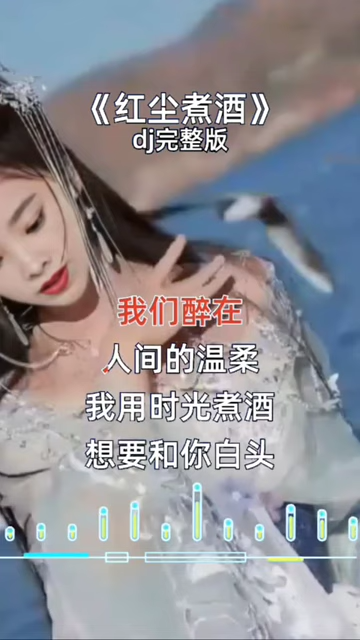 《红尘煮酒》
dj完整版
我们醉在
人间的温柔
我用时光煮酒
想要和你白头